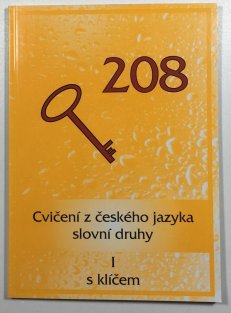 208
Cvičení z českého jazyka
slovní druhy
I
s klíčem